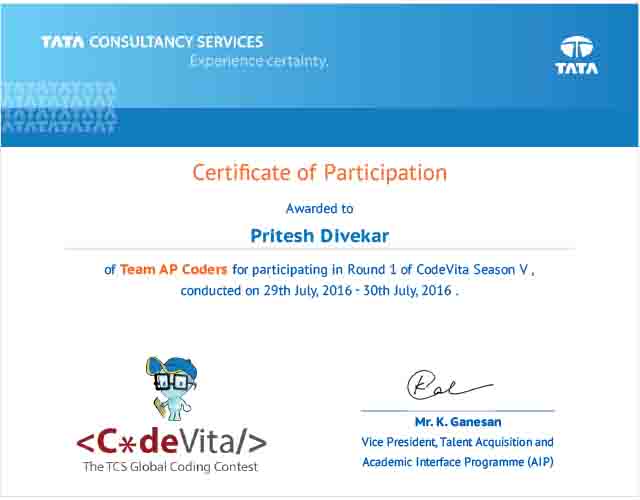 TATA CONSULTANCY SERVICES
Experience certainty.
TATA
Certificate of Participation
Awarded to
Pritesh Divekar
of Team AP Coders for participating in Round 1 of CodeVita Season V ,
conducted on 29th July, 2016 - 30th July, 2016 .
<C*deVita/>
The TCS Global Coding Contest
Mr. K. Ganesan
Vice President, Talent Acquisition and
Academic Interface Programme (AIP)